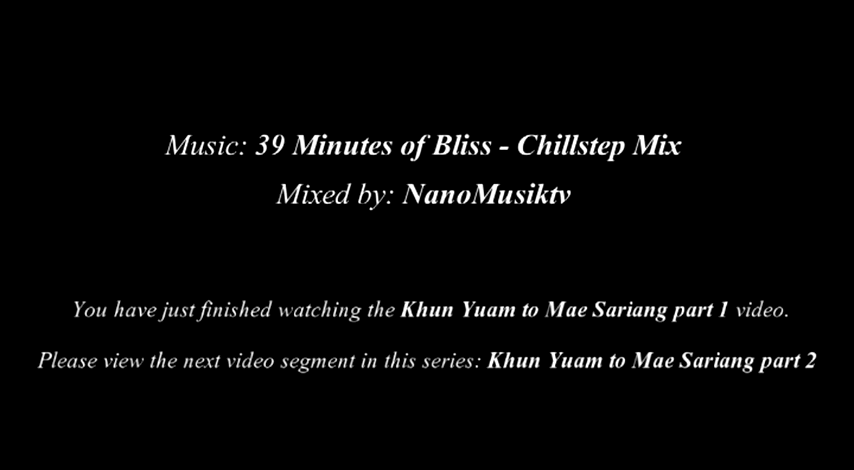 Music: 39 Minutes of Bliss - Chillstep Mix
Mixed by: NanoMusiktv
You have just finished watching the Khun Yuam to Mae Sariang part 1 video.
Please view the next video segment in this series: Khun Yuam to Mae Sariang part 2